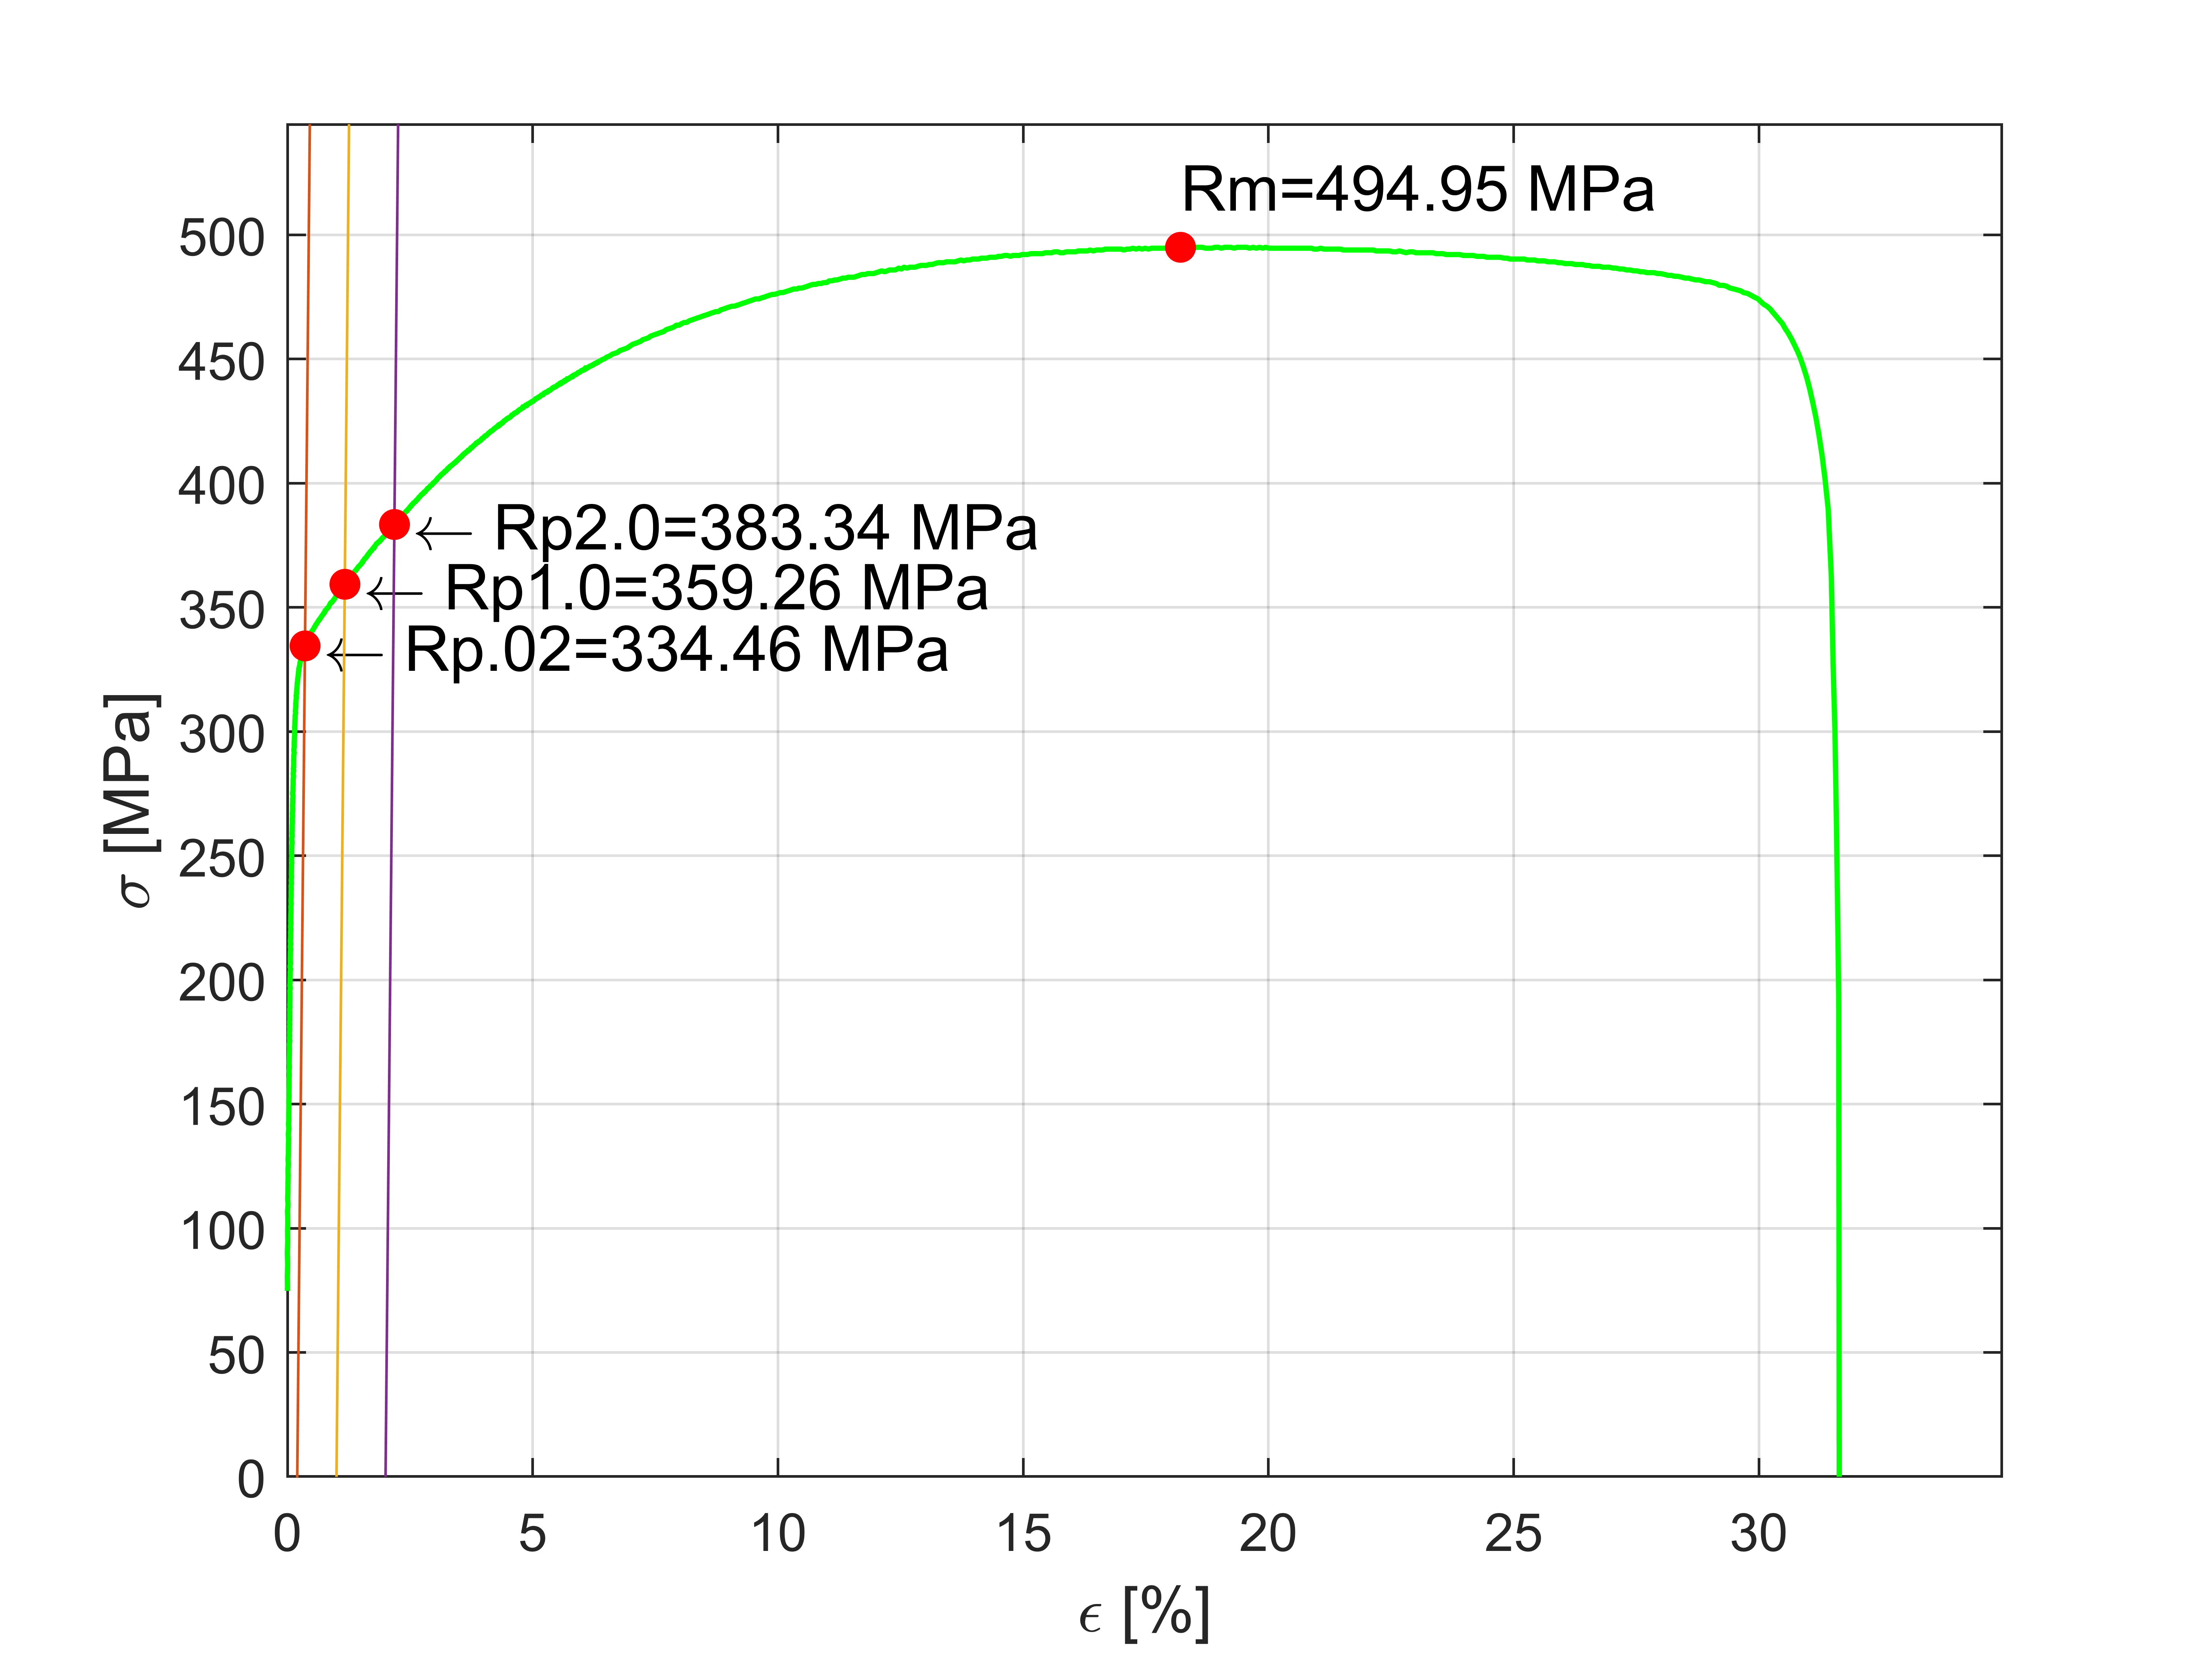 Rm=494.95 MPa
← Rp2.0=383.34 MPa
← Rp1.0=359.26 MPa
← Rp.02=334.46 MPa
σ [MPa]
500
450
400
350
300
250
200
150
100
50
0
0 5 10 15 20 25 30
ϵ [%]